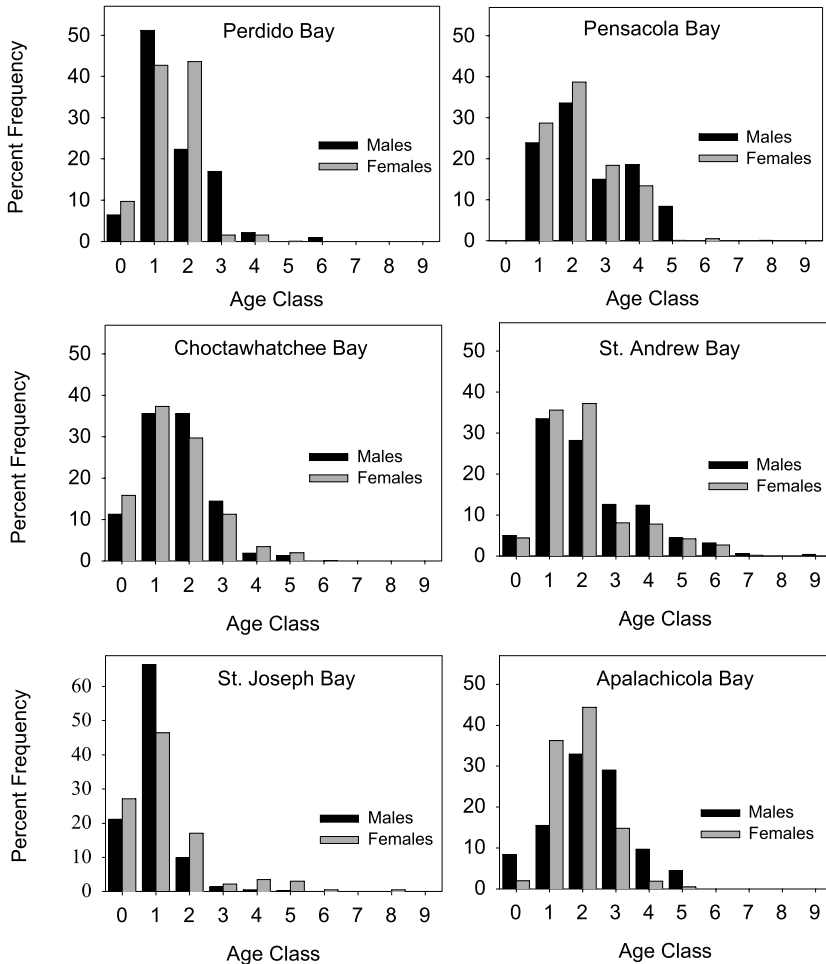 Perdido Bay
Percent Frequency
50
40
30
20
10
0
Males
Females
0 1 2 3 4 5 6 7 8 9
Age Class
Pensacola Bay
50
40
30
20
10
0
Males
Females
0 1 2 3 4 5 6 7 8 9
Age Class
Choctawhatchee Bay
Percent Frequency
50
40
30
20
10
0
Males
Females
0 1 2 3 4 5 6 7 8 9
Age Class
St. Andrew Bay
50
40
30
20
10
0
Males
Females
0 1 2 3 4 5 6 7 8 9
Age Class
St. Joseph Bay
Percent Frequency
60
50
40
30
20
10
0
Males
Females
0 1 2 3 4 5 6 7 8 9
Age Class
Apalachicola Bay
50
40
30
20
10
0
Males
Females
0 1 2 3 4 5 6 7 8 9
Age Class